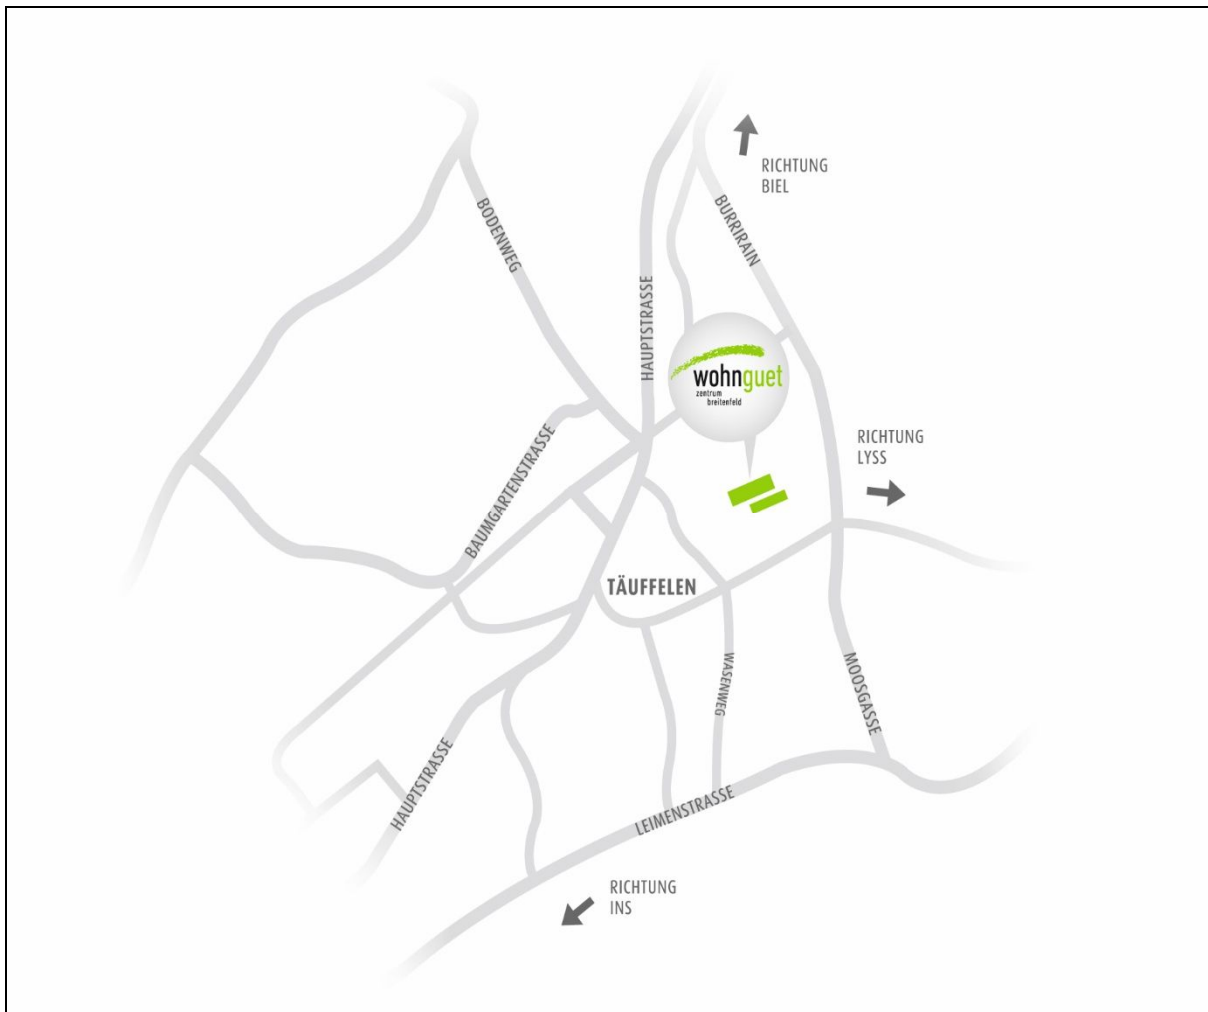 RICHTUNG
BIEL
BODENWEG
BURRIRAIN
HAUPTSTRASSE
wohnguet
zentrum
breitenfeld
RICHTUNG
LYSS
BAUMGARTENSTRASSE
TÄUFFELEN
WASENWEG
MOOSGASSE
HAUPTSTRASSE
LEIMENSTRASSE
RICHTUNG
INS